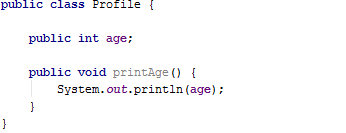 public class Profile {
public int age;
public void printAge() {
System.out.println(age);
}
}